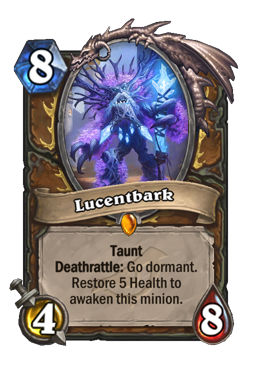 8
Lucentbark
Taunt
Deathrattle: Go dormant.
Restore 5 Health to
awaken this minion.
4
8